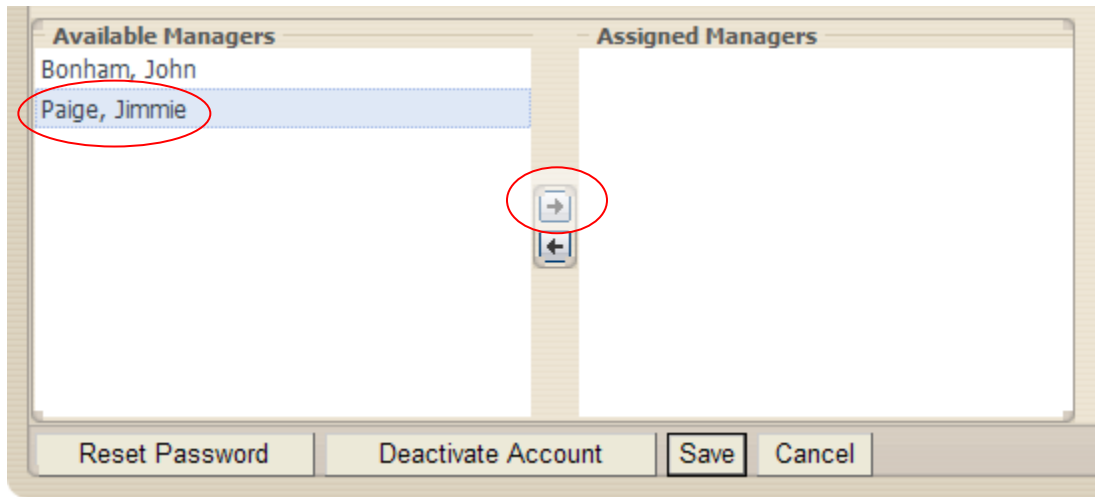 Available Managers
Assigned Managers
Bonham, John
Paige, Jimmie
Reset Password Deactivate Account Save Cancel